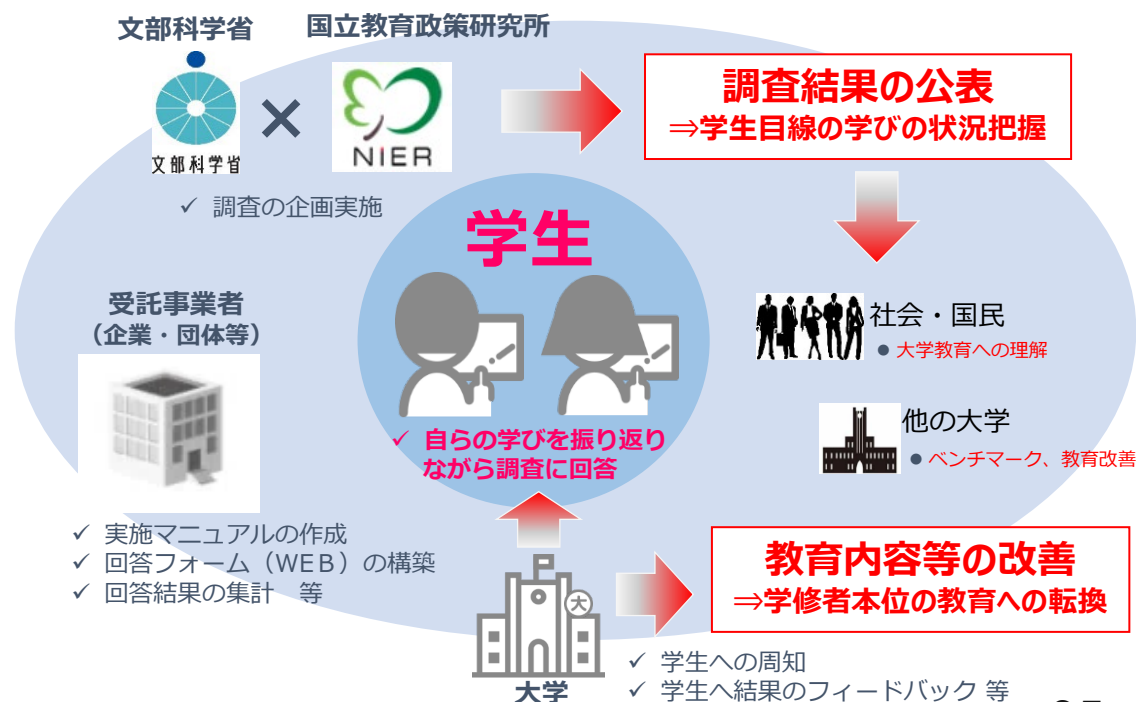 文部科学省
国立教育政策研究所
×
文部科学省
NIER
✓ 調査の企画実施
調査結果の公表
⇒学生目線の学びの状況把握
学生
✓ 自らの学びを振り返り
ながら調査に回答
受託事業者
（企業・団体等）
✓ 実施マニュアルの作成
✓ 回答フォーム（WEB）の構築
✓ 回答結果の集計　等
社会・国民
● 大学教育への理解
他の大学
● ベンチマーク、教育改善
大
大学
教育内容等の改善
⇒学修者本位の教育への転換
✓ 学生への周知
✓ 学生へ結果のフィードバック 等